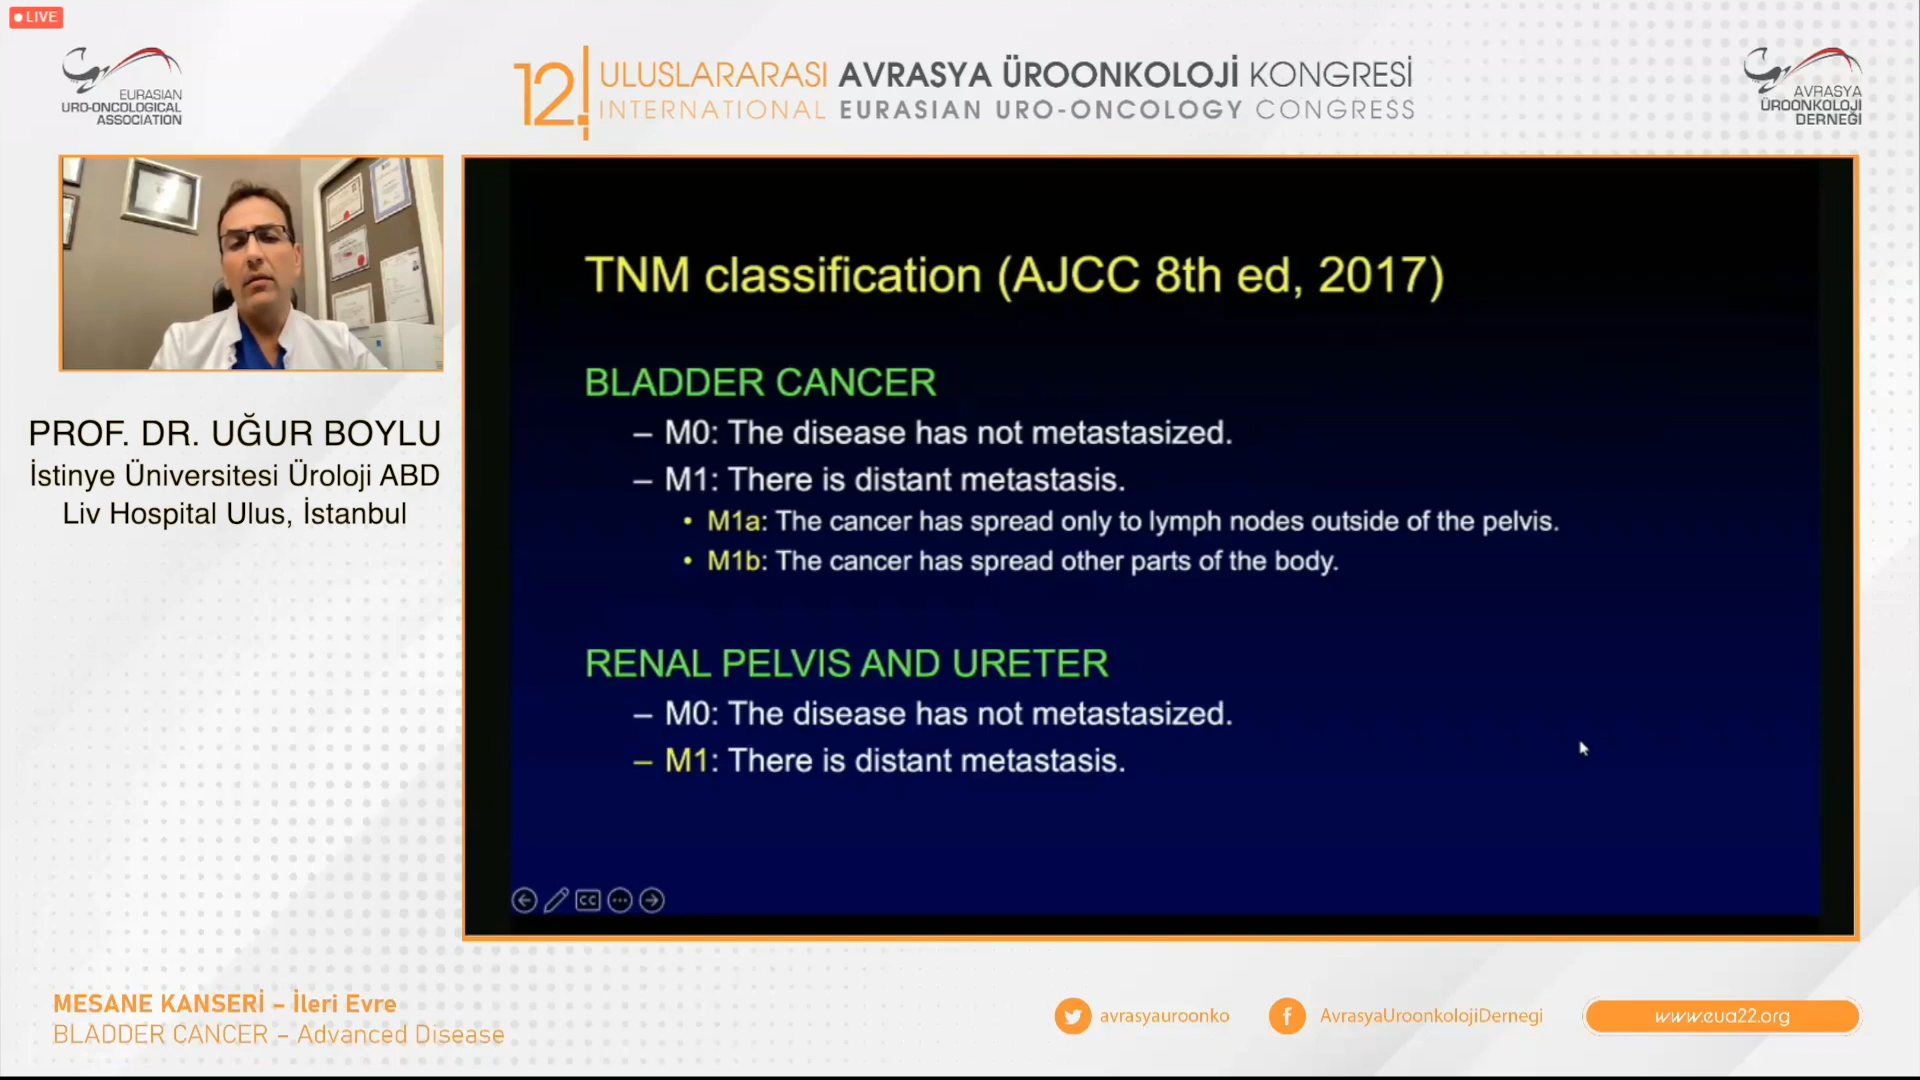 LIVE
EURASIAN
URO-ONCOLOGICAL
ASSOCIATION
12.
ULUSLARARASI AVRASYA ÜROONKOLOJİ KONGRESİ
INTERNATIONAL EURASIAN URO-ONCOLOGY CONGRESS
AVRASYA
ÜROONKOLOJİ
DERNEĞİ
PROF. DR. UĞUR BOYLU
İstinye Üniversitesi Üroloji ABD
Liv Hospital Ulus, İstanbul
TNM classification (AJCC 8th ed, 2017)
BLADDER CANCER
– M0: The disease has not metastasized.
– M1: There is distant metastasis.
• M1a: The cancer has spread only to lymph nodes outside of the pelvis.
• M1b: The cancer has spread other parts of the body.
RENAL PELVIS AND URETER
– M0: The disease has not metastasized.
– M1: There is distant metastasis.
CC
MESANE KANSERİ – İleri Evre
BLADDER CANCER – Advanced Disease
avrasyauroonko
AvrasyaUroonkolojiDernegi
www.eua22.org